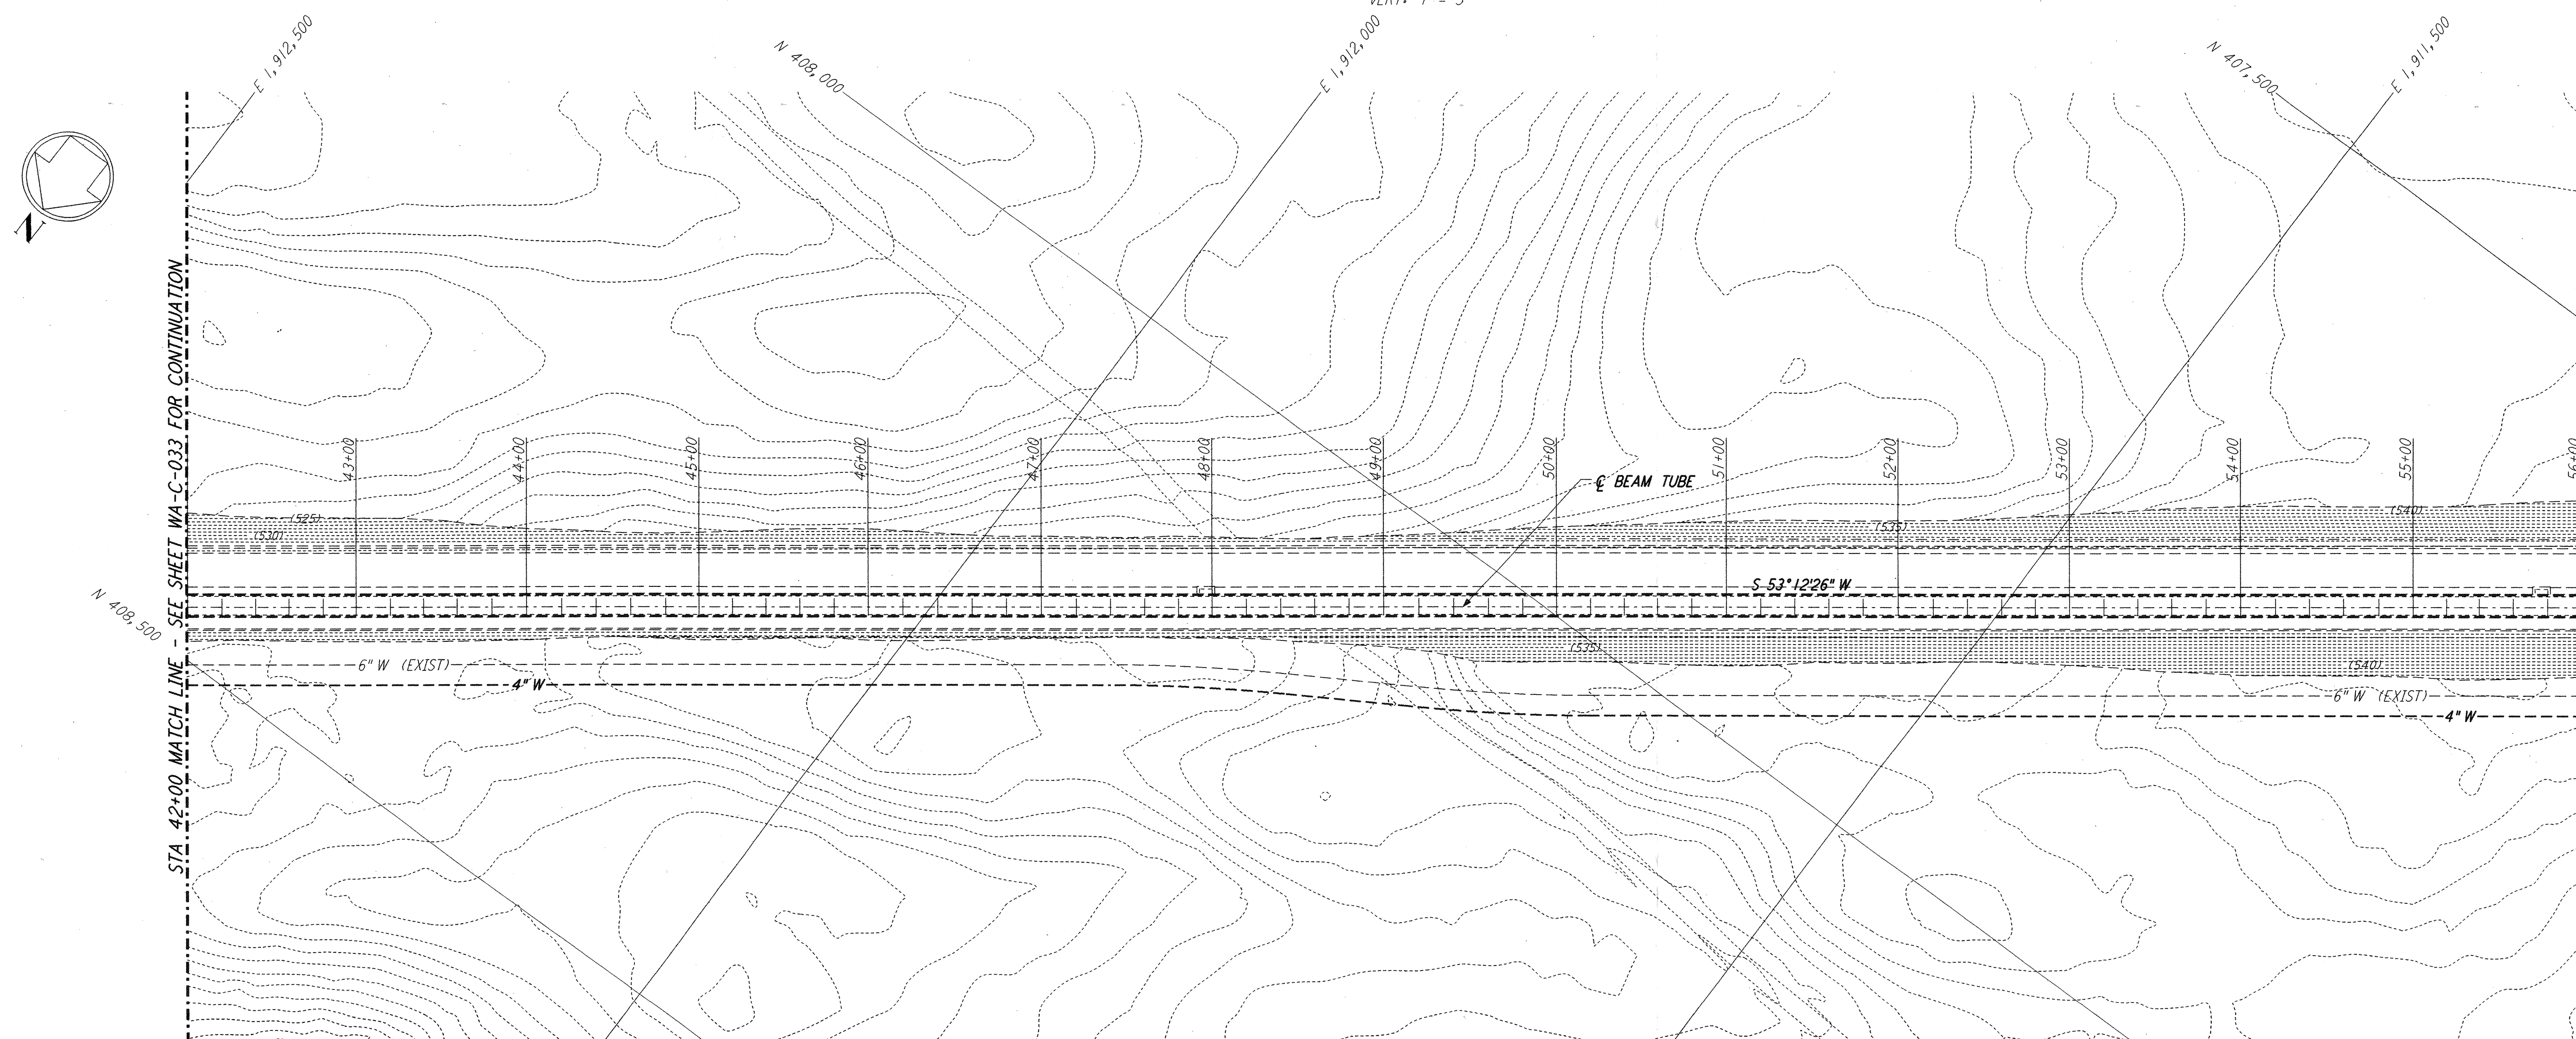 E 1,912,500
N 408,000
E 1,912,000
N 407,500
E 1,911,500
N
STA 42+00 MATCH LINE - SEE SHEET WA-C-033 FOR CONTINUATION
43+00
44+00
45+00
46+00
47+00
48+00
49+00
50+00
51+00
52+00
53+00
54+00
55+00
℄ BEAM TUBE
(525)
(530)
(535)
(540)
S 53°12'26" W
N 408,500
(535)
(540)
6" W (EXIST)
4" W
6" W (EXIST)
4" W